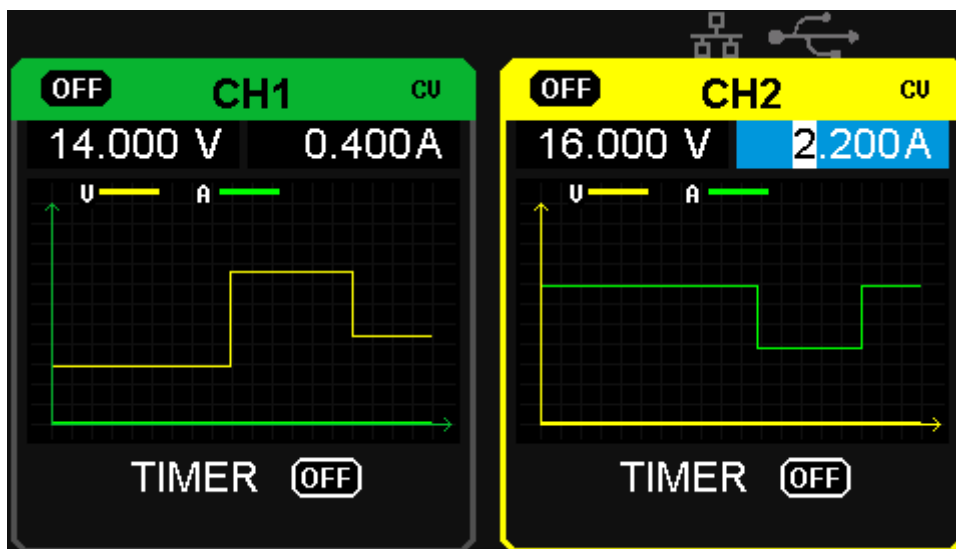 OFF CH1 CV
14.000 V 0.400A
V A
TIMER OFF
OFF CH2 CV
16.000 V 2.200A
V A
TIMER OFF